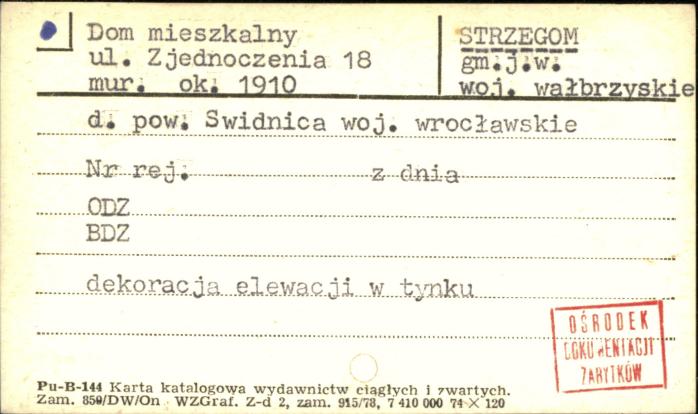 Dom mieszkalny
ul. Zjednoczenia 18
mur. ok. 1910
STRZEGOM
gm.j.w.
woj. wałbrzyskie
d. pow. Swidnica woj. wrocławskie
Nr rej. z dnia
ODZ
BDZ
dekoracja elewacji w tynku
OŚRODEK
DOKUMENTACJI
ZABYTKÓW
Pu-B-144 Karta katalogowa wydawnictw ciągłych i zwartych.
Zam. 859/DW/On WZGraf. Z-d 2, zam. 915/73, 7 410 000 74 × 120